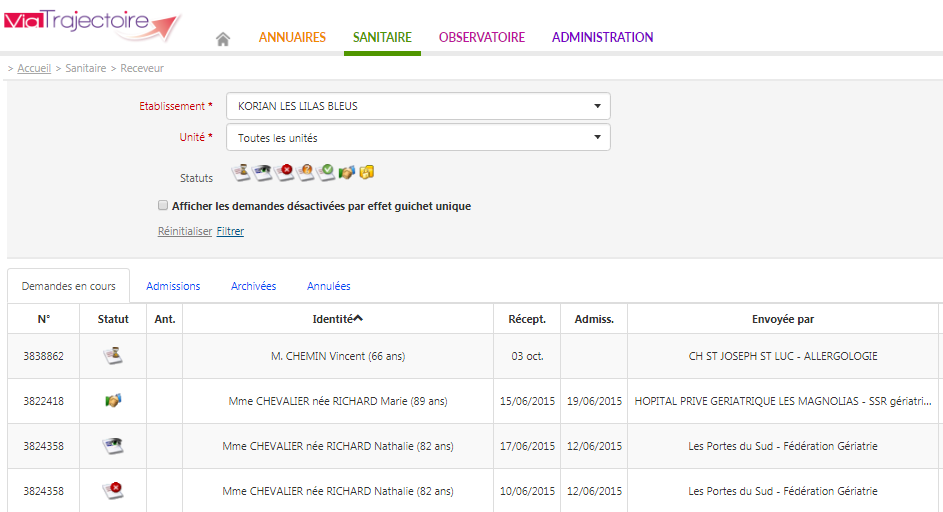 ViaTrajectoire
ANNUAIRES SANITAIRE OBSERVATOIRE ADMINISTRATION
> Accueil > Sanitaire > Receveur
Etablissement * KORIAN LES LILAS BLEUS
Unité * Toutes les unités
Statuts
Afficher les demandes désactivées par effet guichet unique
Réinitialiser Filtrer
Demandes en cours Admissions Archivées Annulées
N° Statut Ant. Identité Récept. Admiss. Envoyée par
3838862 M. CHEMIN Vincent (66 ans) 03 oct. CH ST JOSEPH ST LUC - ALLERGOLOGIE
3822418 Mme CHEVALIER née RICHARD Marie (89 ans) 15/06/2015 19/06/2015 HOPITAL PRIVE GERIATRIQUE LES MAGNOLIAS - SSR gériatri...
3824358 Mme CHEVALIER née RICHARD Nathalie (82 ans) 17/06/2015 12/06/2015 Les Portes du Sud - Fédération Gériatrie
3824358 Mme CHEVALIER née RICHARD Nathalie (82 ans) 10/06/2015 12/06/2015 Les Portes du Sud - Fédération Gériatrie